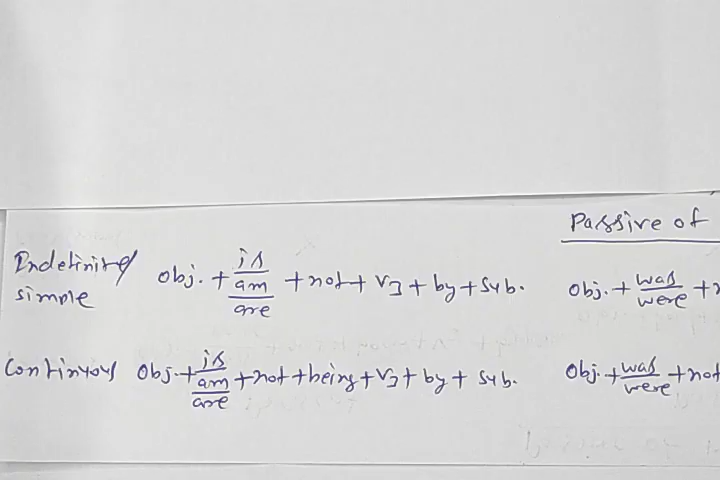 Passive of
Indefinite/ simple obj. + is/am/are + not + V3 + by + sub. obj. + was/were +
Continuous obj. + is/am/are + not + being + V3 + by + sub. obj. + was/were + not